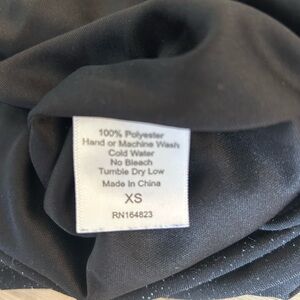 100% Polyester
Hand or Machine Wash
Cold Water
No Bleach
Tumble Dry Low
Made In China
XS
RN164823